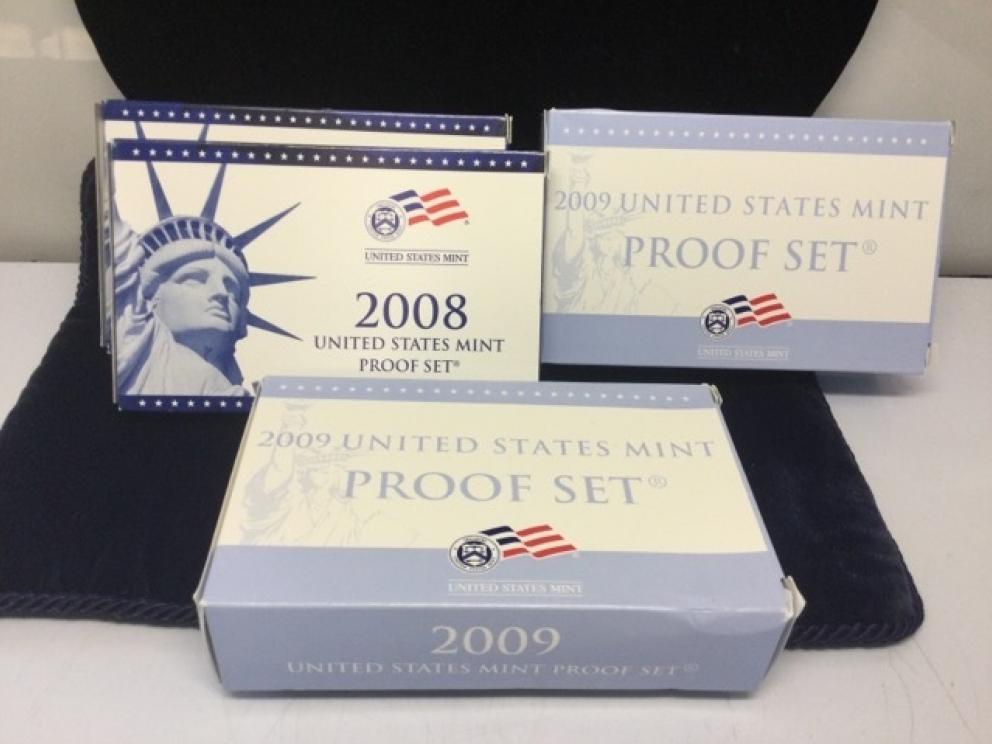 UNITED STATES MINT
2008
UNITED STATES MINT
PROOF SET®
2009 UNITED STATES MINT
PROOF SET®
UNITED STATES MINT
2009 UNITED STATES MINT
PROOF SET®
UNITED STATES MINT
2009
UNITED STATES MINT PROOF SET®